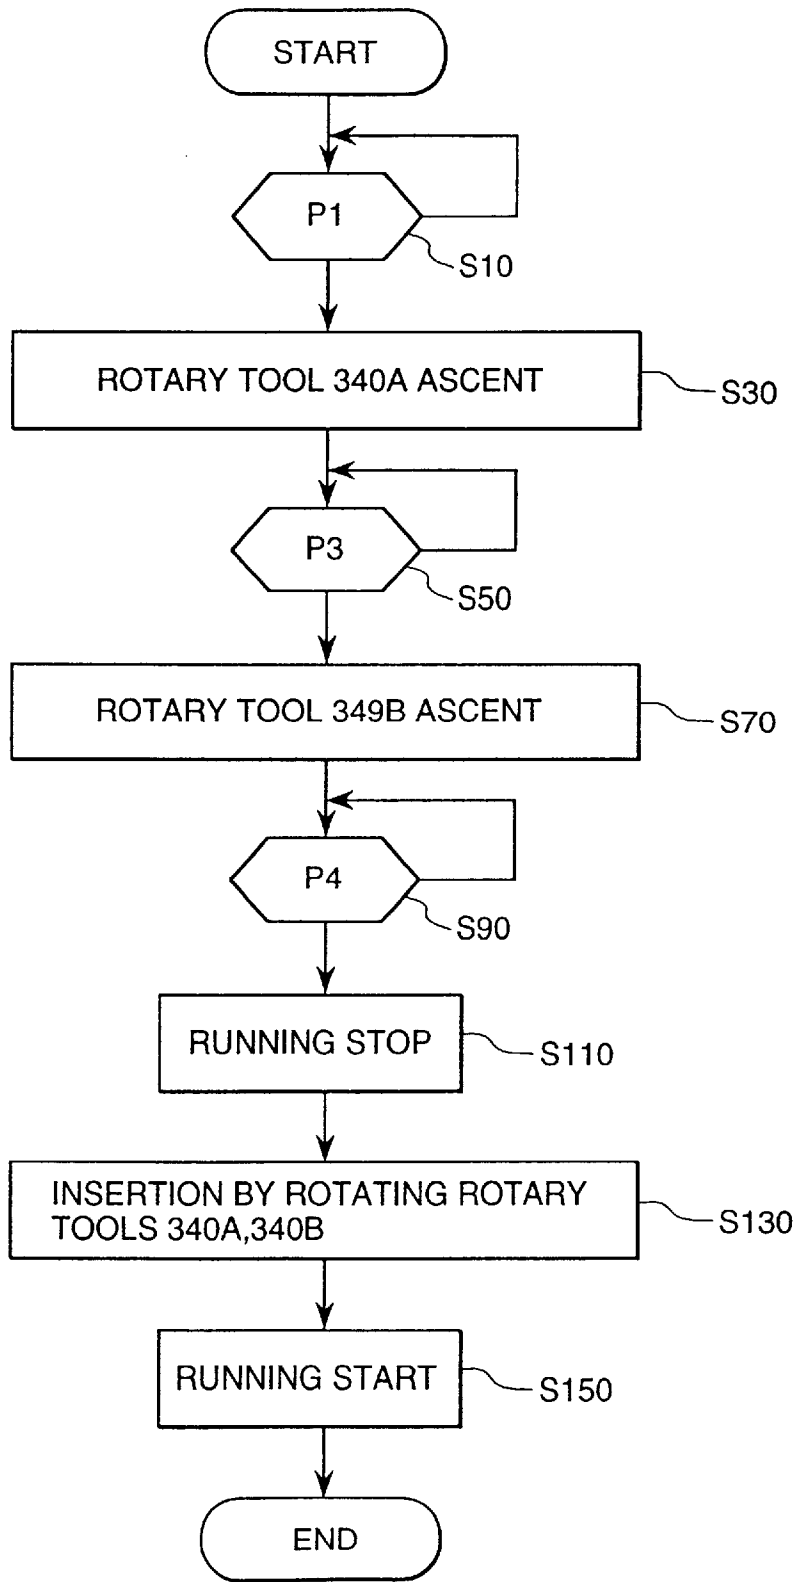 START
P1
S10
ROTARY TOOL 340A ASCENT
S30
P3
S50
ROTARY TOOL 349B ASCENT
S70
P4
S90
RUNNING STOP
S110
INSERTION BY ROTATING ROTARY
TOOLS 340A,340B
S130
RUNNING START
S150
END